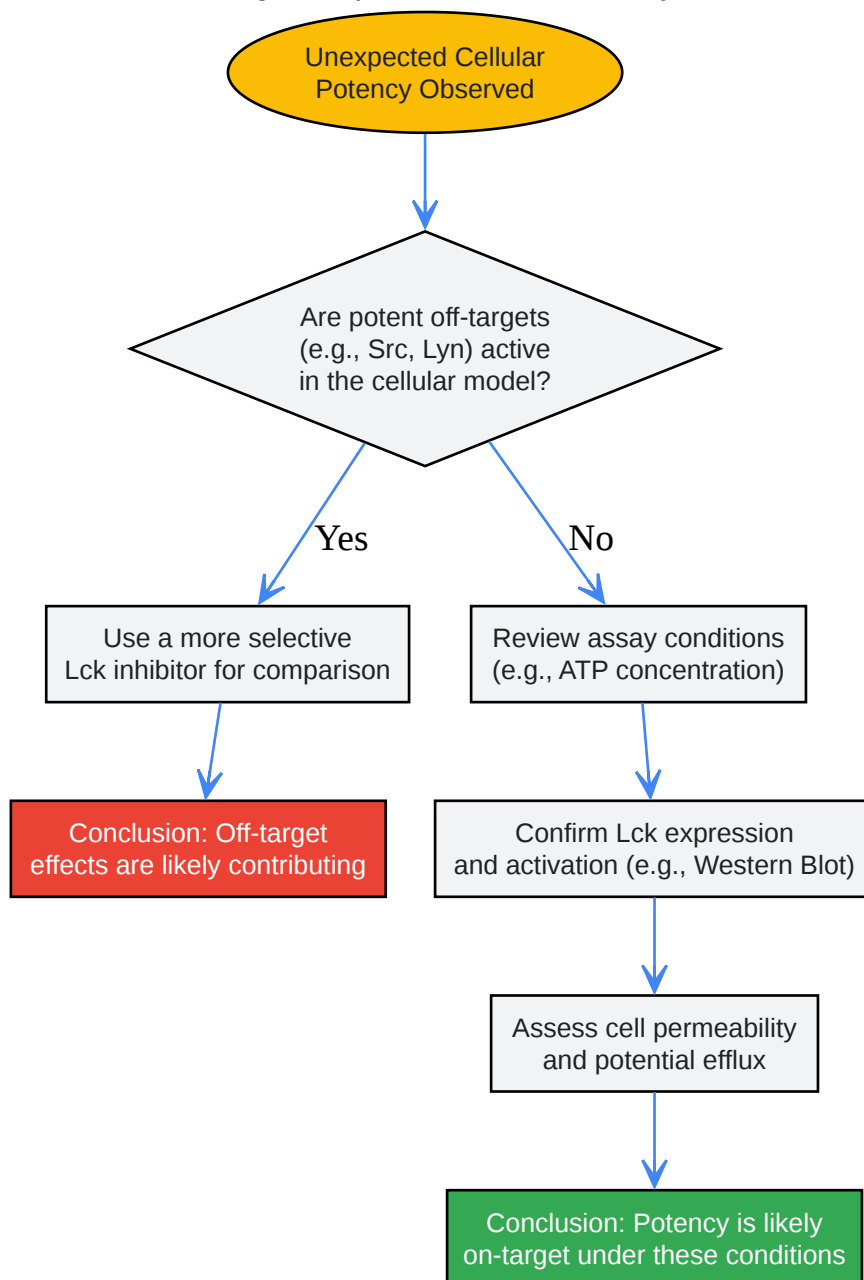 Unexpected Cellular
Potency Observed
Are potent off-targets
(e.g., Src, Lyn) active
in the cellular model?
Yes
No
Use a more selective
Lck inhibitor for comparison
Review assay conditions
(e.g., ATP concentration)
Conclusion: Off-target
effects are likely contributing
Confirm Lck expression
and activation (e.g., Western Blot)
Assess cell permeability
and potential efflux
Conclusion: Potency is likely
on-target under these conditions